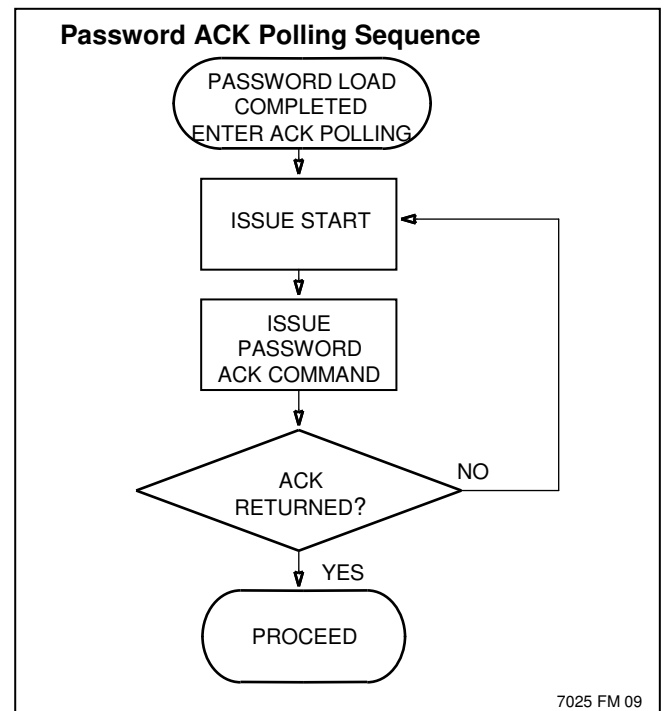 Password ACK Polling Sequence
PASSWORD LOAD
COMPLETED
ENTER ACK POLLING
ISSUE START
ISSUE
PASSWORD
ACK COMMAND
ACK
RETURNED?
NO
YES
PROCEED
7025 FM 09